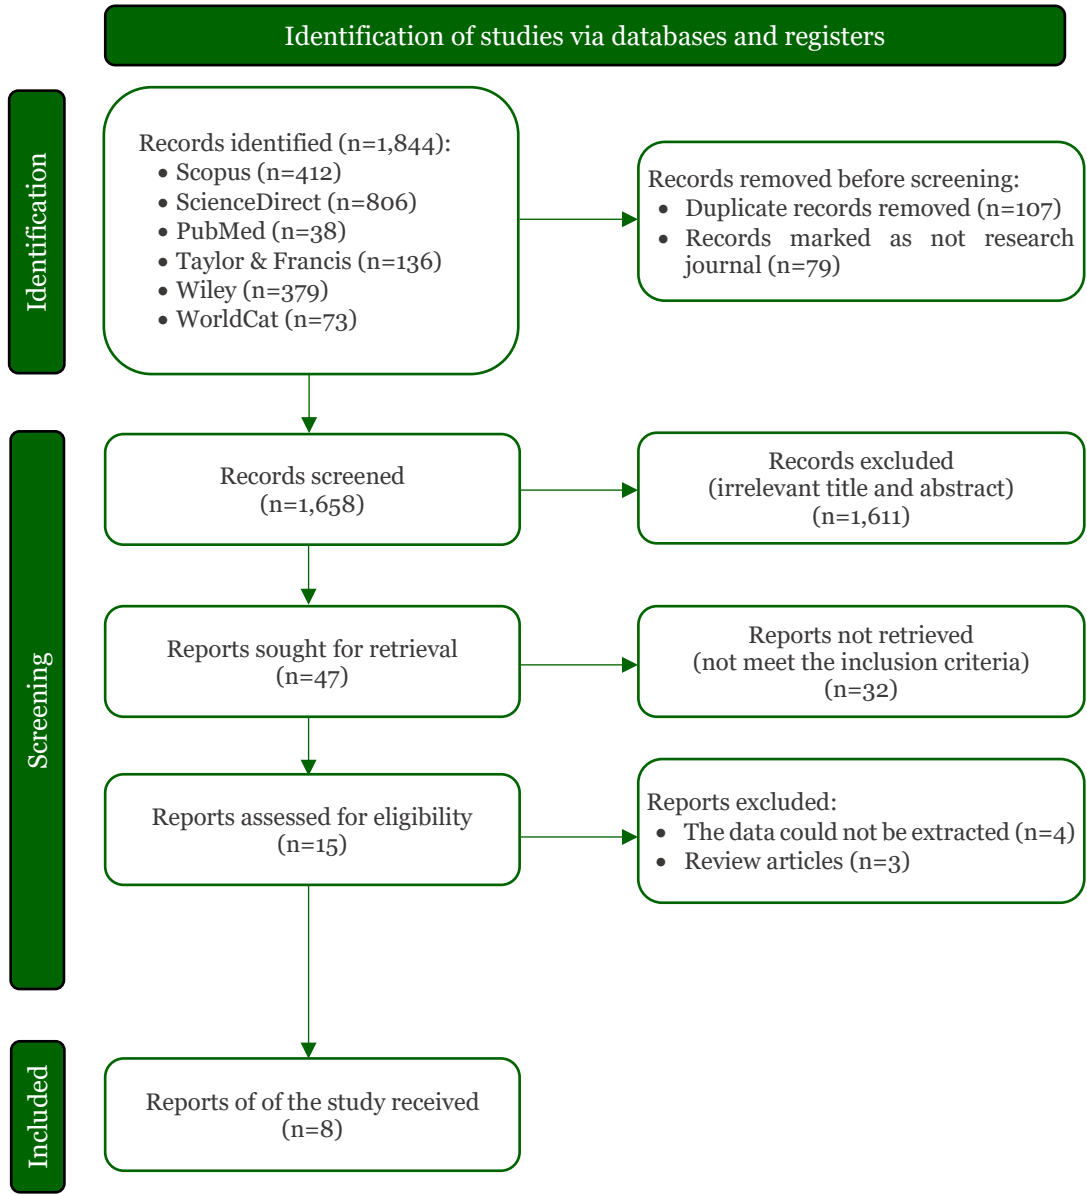 Identification of studies via databases and registers
Identification
Records identified (n=1,844):
• Scopus (n=412)
• ScienceDirect (n=806)
• PubMed (n=38)
• Taylor & Francis (n=136)
• Wiley (n=379)
• WorldCat (n=73)
Records removed before screening:
• Duplicate records removed (n=107)
• Records marked as not research
journal (n=79)
Screening
Records screened
(n=1,658)
Records excluded
(irrelevant title and abstract)
(n=1,611)
Reports sought for retrieval
(n=47)
Reports not retrieved
(not meet the inclusion criteria)
(n=32)
Reports assessed for eligibility
(n=15)
Reports excluded:
• The data could not be extracted (n=4)
• Review articles (n=3)
Included
Reports of of the study received
(n=8)